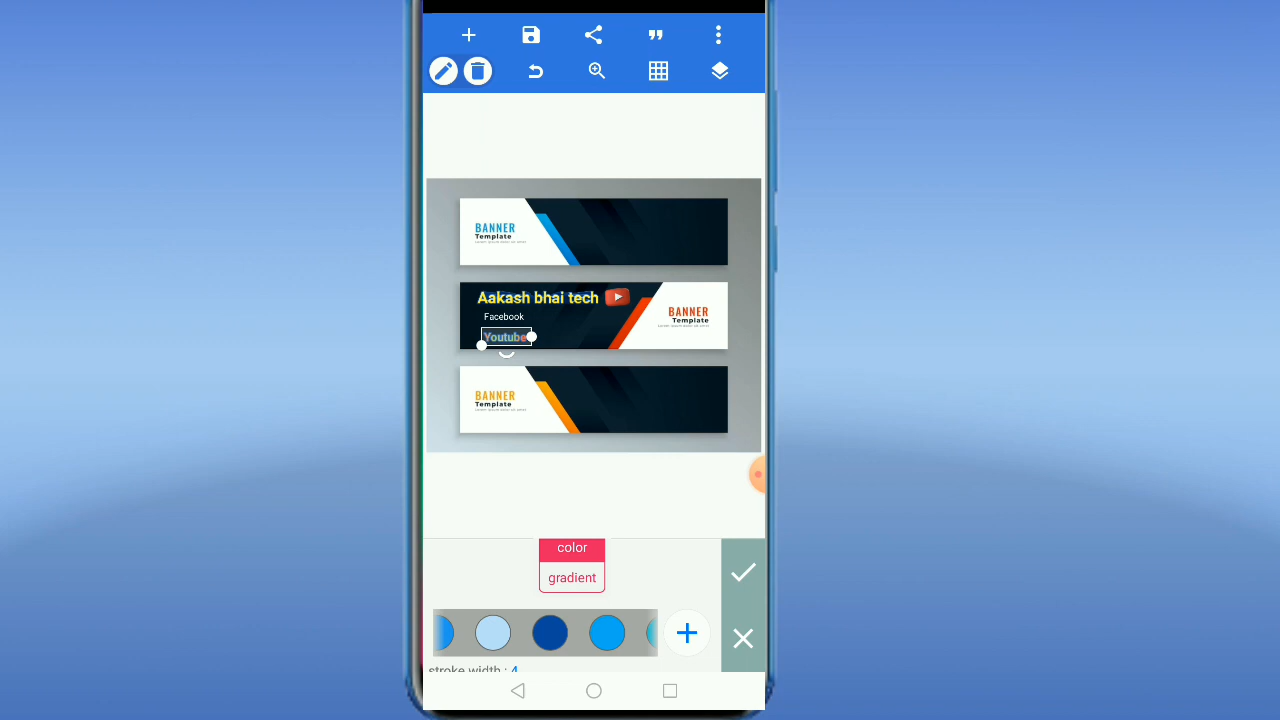 BANNER
Template
Aakash bhai tech
Facebook
Youtube
BANNER
Template
BANNER
Template
color
gradient
stroke width : 4